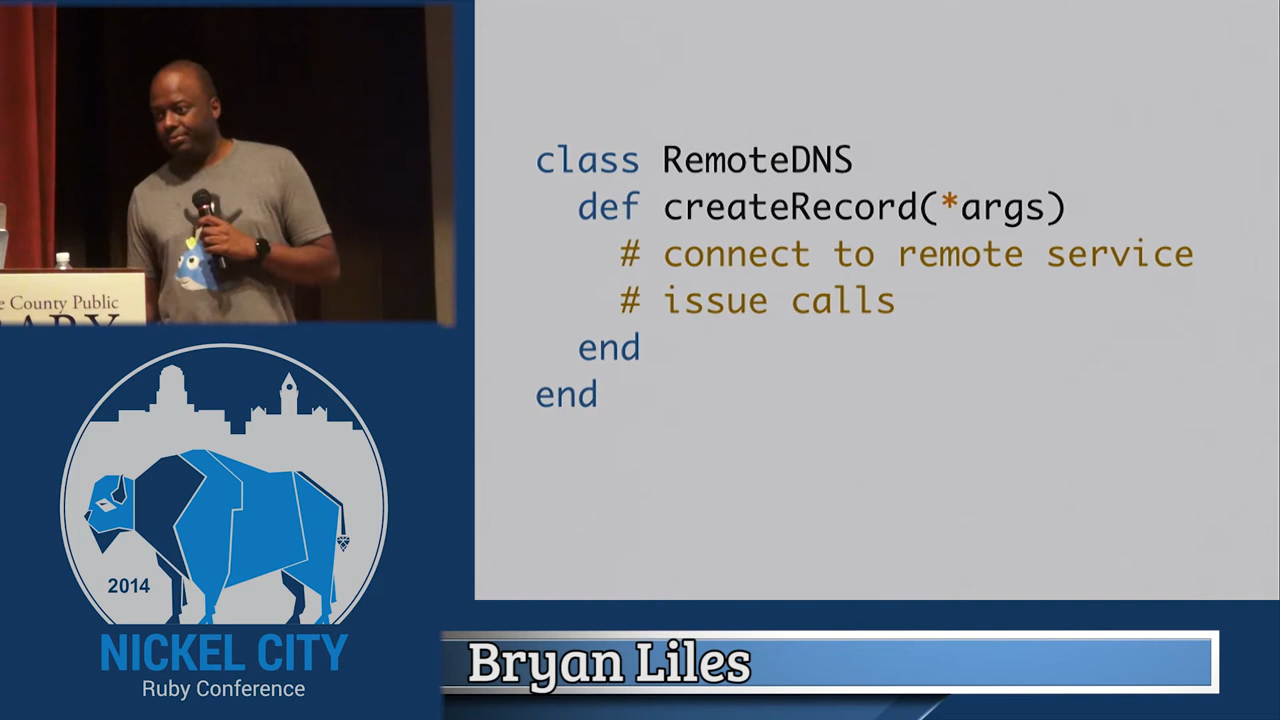 class RemoteDNS
def createRecord(*args)
# connect to remote service
# issue calls
end
end
County Public
2014
NICKEL CITY
Ruby Conference
Bryan Liles